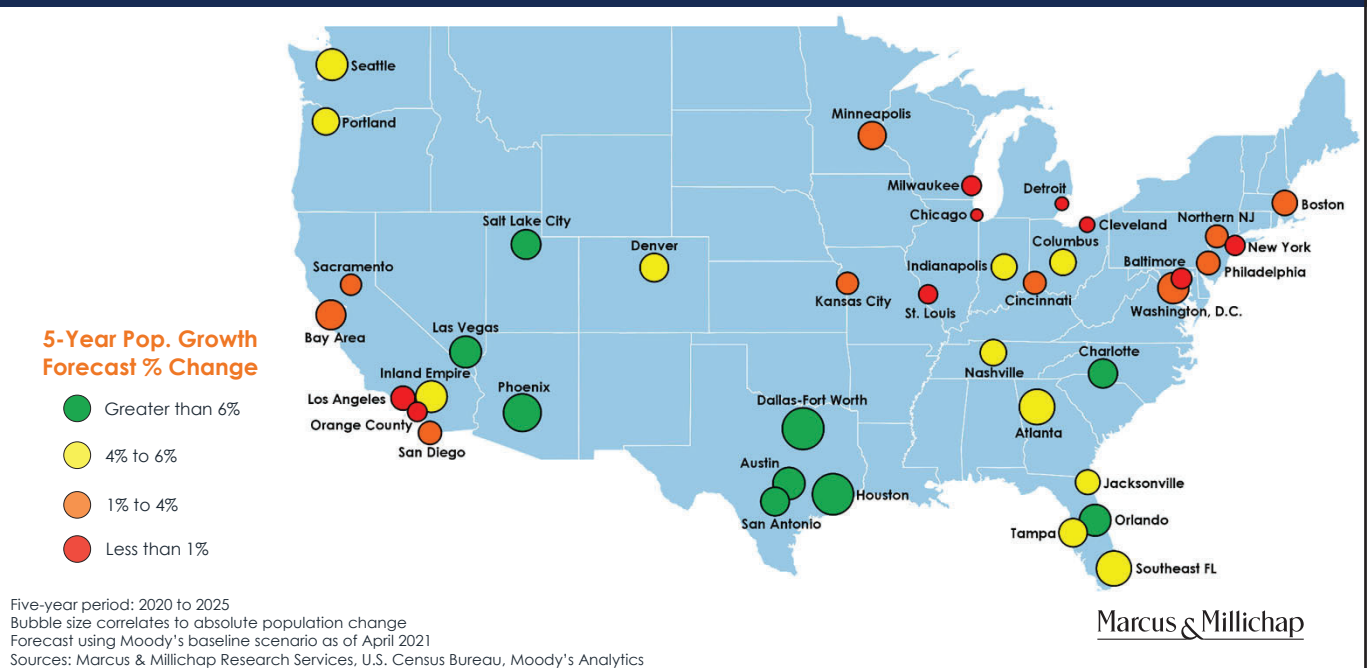 Seattle
Portland
Minneapolis
Milwaukee
Detroit
Chicago
Cleveland
Boston
Northern NJ
New York
Salt Lake City
Denver
Columbus
Indianapolis
Baltimore
Philadelphia
Sacramento
Kansas City
Cincinnati
St. Louis
Washington, D.C.
Bay Area
Las Vegas
Nashville
Charlotte
Inland Empire
Los Angeles
Phoenix
Orange County
San Diego
Dallas-Fort Worth
Atlanta
Austin
Houston
San Antonio
Jacksonville
Orlando
Tampa
Southeast FL
5-Year Pop. Growth
Forecast % Change
Greater than 6%
4% to 6%
1% to 4%
Less than 1%
Five-year period: 2020 to 2025
Bubble size correlates to absolute population change
Forecast using Moody's baseline scenario as of April 2021
Sources: Marcus & Millichap Research Services, U.S. Census Bureau, Moody's Analytics
Marcus & Millichap